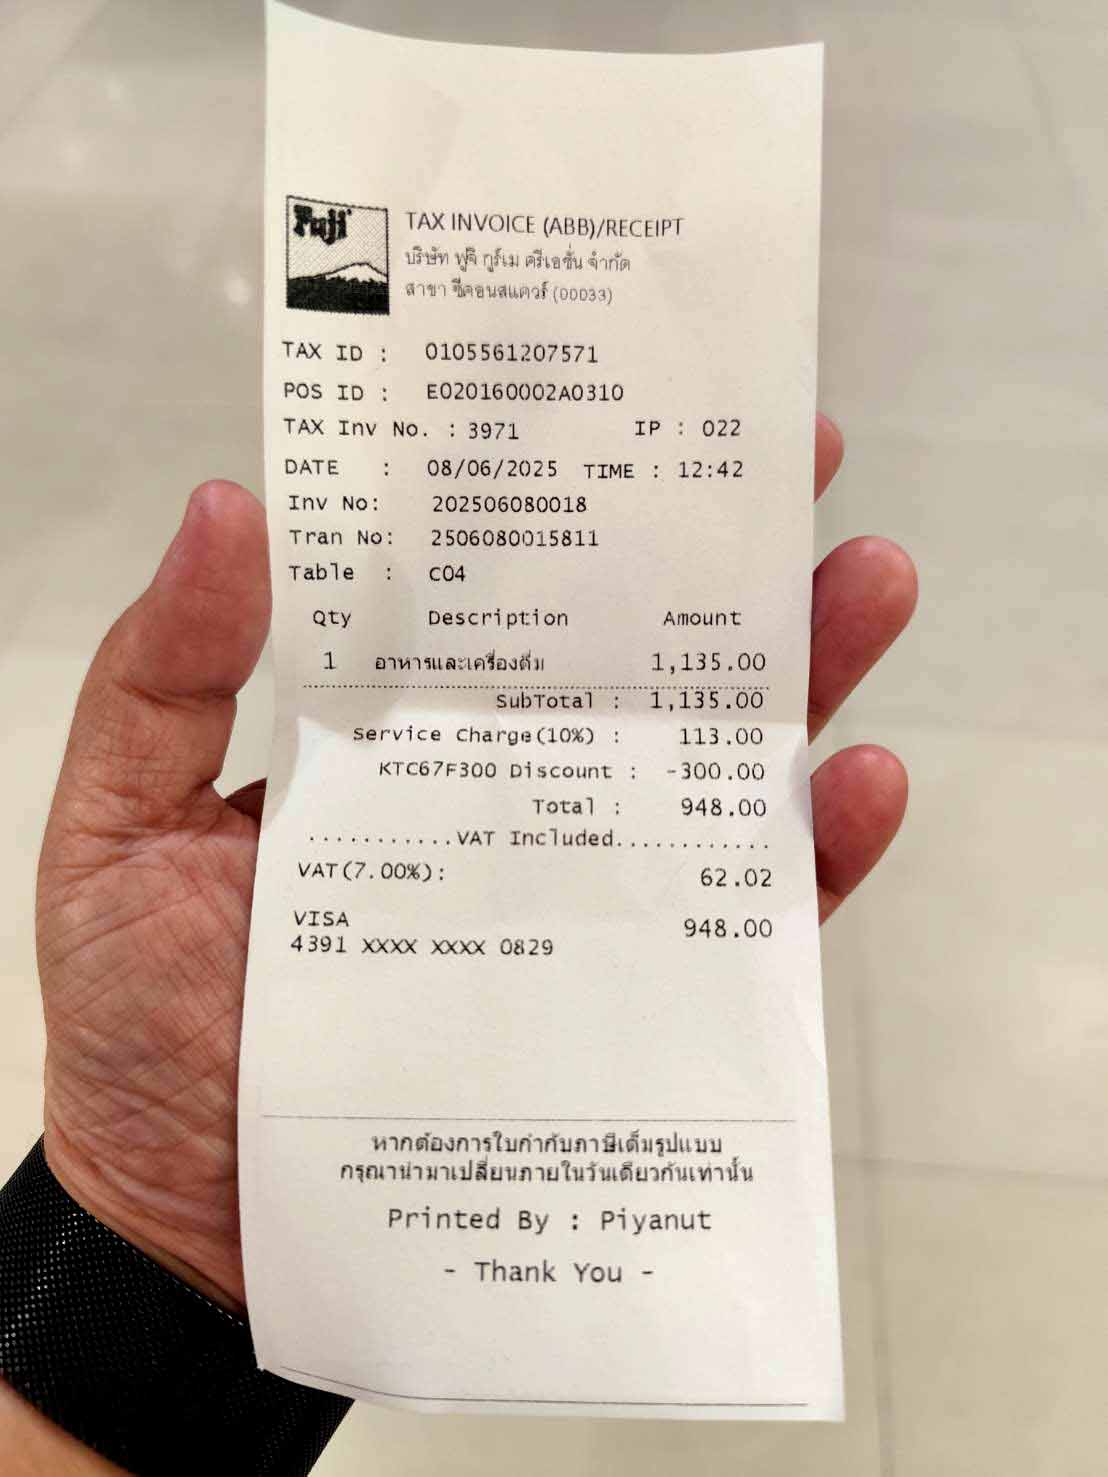 Fuji
TAX INVOICE (ABB)/RECEIPT
บริษัท ฟูจิ กูร์เม ครีเอชั่น จำกัด
สาขา ซีคอนสแควร์ (00033)
TAX ID : 0105561207571
POS ID : E020160002A0310
TAX Inv No. : 3971 IP : 022
DATE : 08/06/2025 TIME : 12:42
Inv No: 202506080018
Tran No: 2506080015811
Table : C04
Qty Description Amount
1 อาหารและเครื่องดื่ม 1,135.00
SubTotal : 1,135.00
Service Charge(10%) : 113.00
KTC67F300 Discount : -300.00
Total : 948.00
...........VAT Included............
VAT(7.00%): 62.02
VISA 948.00
4391 XXXX XXXX 0829
หากต้องการใบกำกับภาษีเต็มรูปแบบ
กรุณานำมาเปลี่ยนภายในวันเดียวกันเท่านั้น
Printed By : Piyanut
- Thank You -